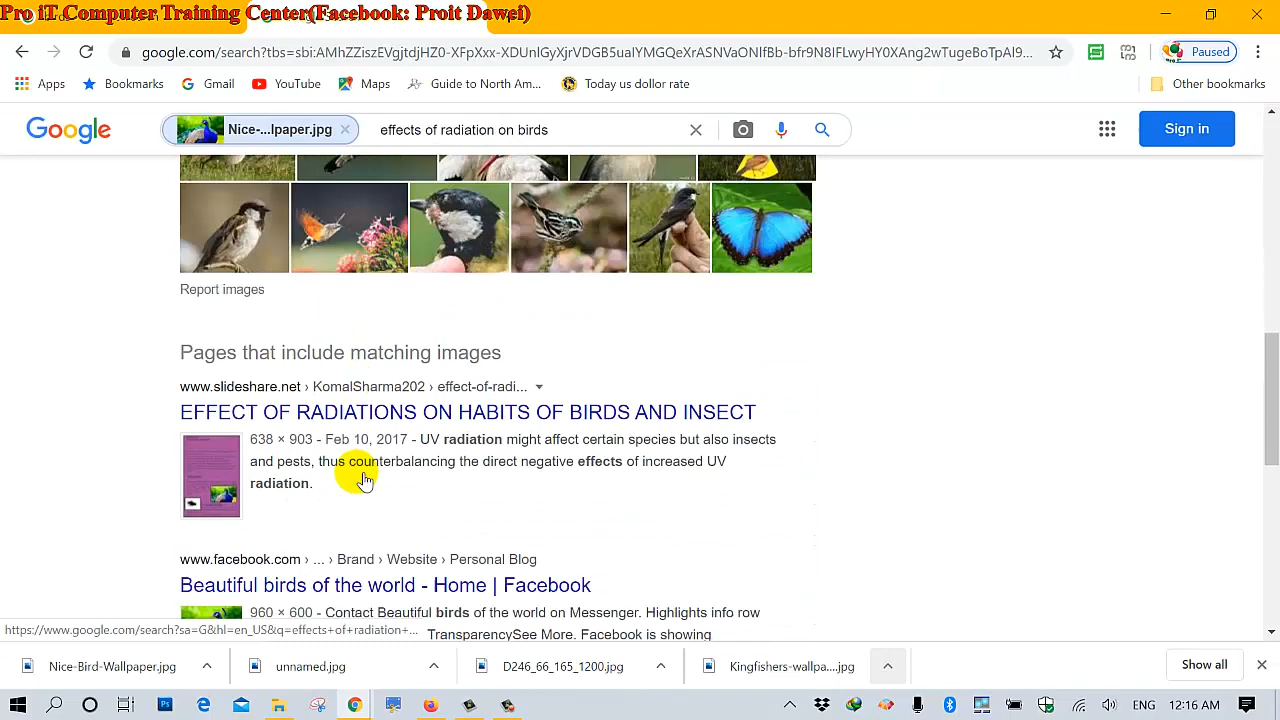 Pro iT Computer Training Center(Facebook: Proit Dawei)
google.com/search?tbs=sbi:
Paused
Apps Bookmarks Gmail YouTube Maps Guide to North Am... Today us dollor rate Other bookmarks
Google Nice-...lpaper.jpg effects of radiation on birds Sign in
Report images
Pages that include matching images
www.slideshare.net › KomalSharma202 › effect-of-radi...
EFFECT OF RADIATIONS ON HABITS OF BIRDS AND INSECT
638 × 903 - Feb 10, 2017 - UV radiation might affect certain species but also insects
and pests, thus counterbalancing the direct negative effects of increased UV
radiation.
www.facebook.com › ... › Brand › Website › Personal Blog
Beautiful birds of the world - Home | Facebook
960 × 600 - Contact Beautiful birds of the world on Messenger. Highlights info row
https://www.google.com/search?sa=G&hl=en_US&q=effects+of+radiation+...
TransparencySee More. Facebook is showing
Nice-Bird-Wallpaper.jpg unnamed.jpg D246_66_165_1200.jpg Kingfishers-wallpa....jpg Show all
ENG 12:16 AM